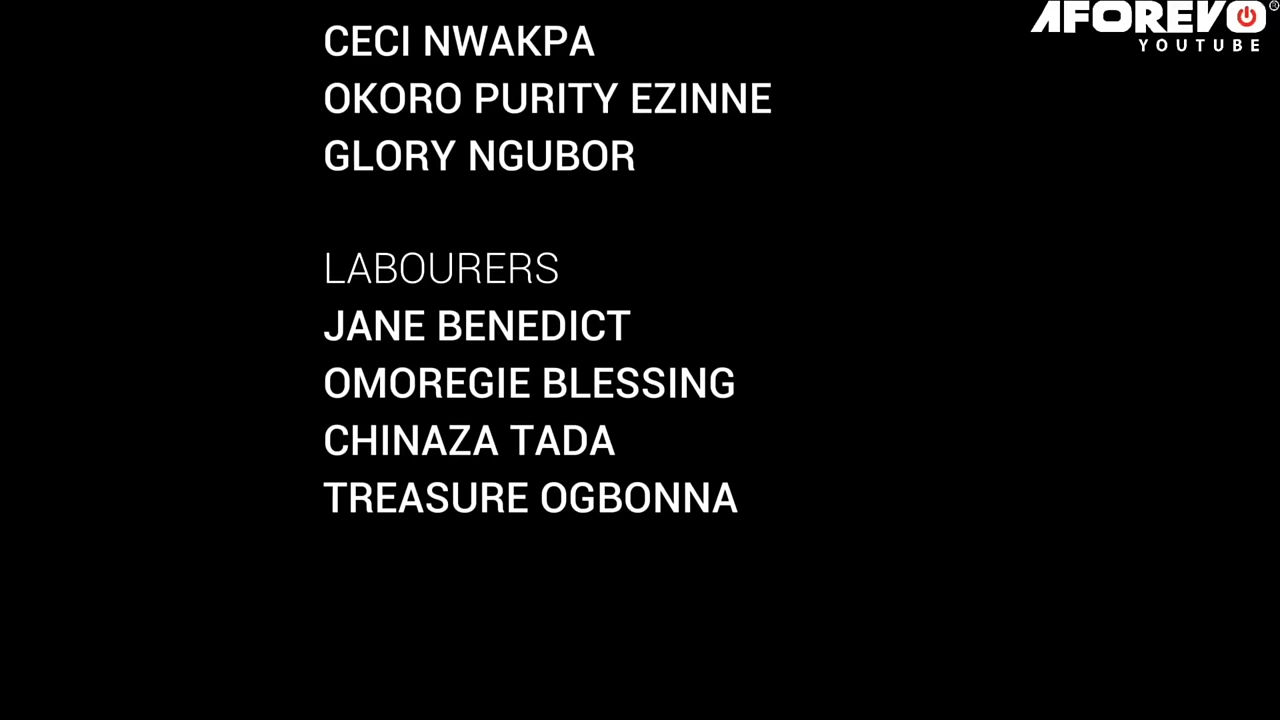 AFOREVO®
YOUTUBE
CECI NWAKPA
OKORO PURITY EZINNE
GLORY NGUBOR
LABOURERS
JANE BENEDICT
OMOREGIE BLESSING
CHINAZA TADA
TREASURE OGBONNA